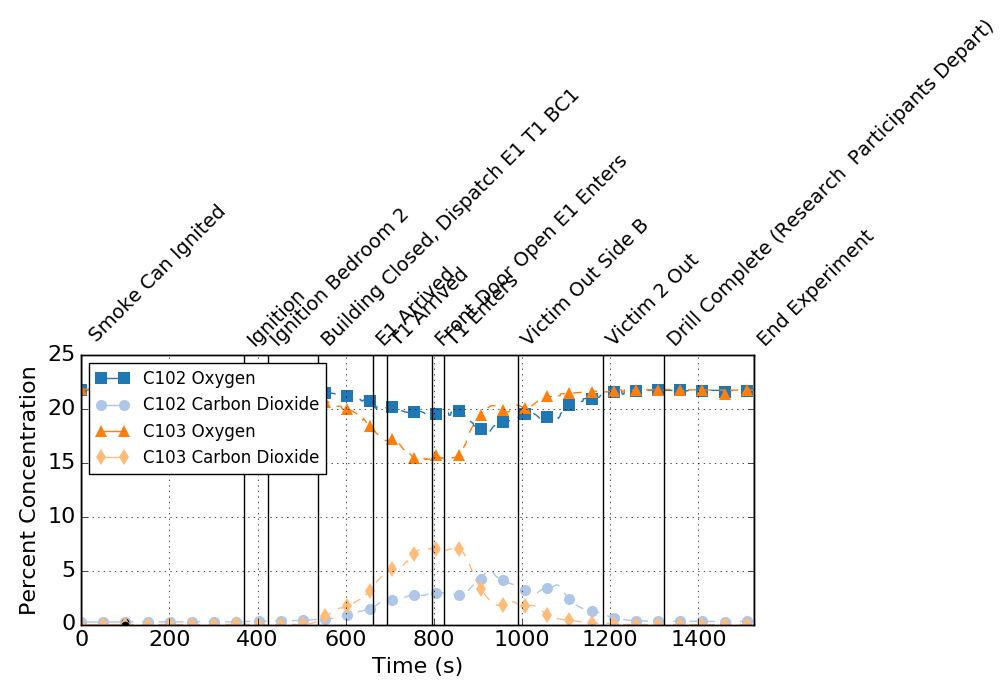 Smoke Can Ignited
Ignition
Ignition Bedroom 2
Building Closed, Dispatch E1 T1 BC1
E1 Arrived
T1 Arrived
Front Door Open E1 Enters
T1 Enters
Victim Out Side B
Victim 2 Out
Drill Complete (Research  Participants Depart)
End Experiment
25
20
15
10
5
0
Percent Concentration
C102 Oxygen
C102 Carbon Dioxide
C103 Oxygen
C103 Carbon Dioxide
0 200 400 600 800 1000 1200 1400
Time (s)